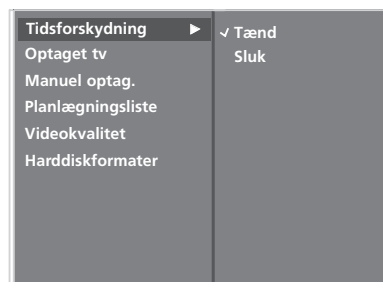 Tidsforskydning
Optaget tv
Manuel optag.
Planlægningsliste
Videokvalitet
Harddiskformater
Tænd
Sluk